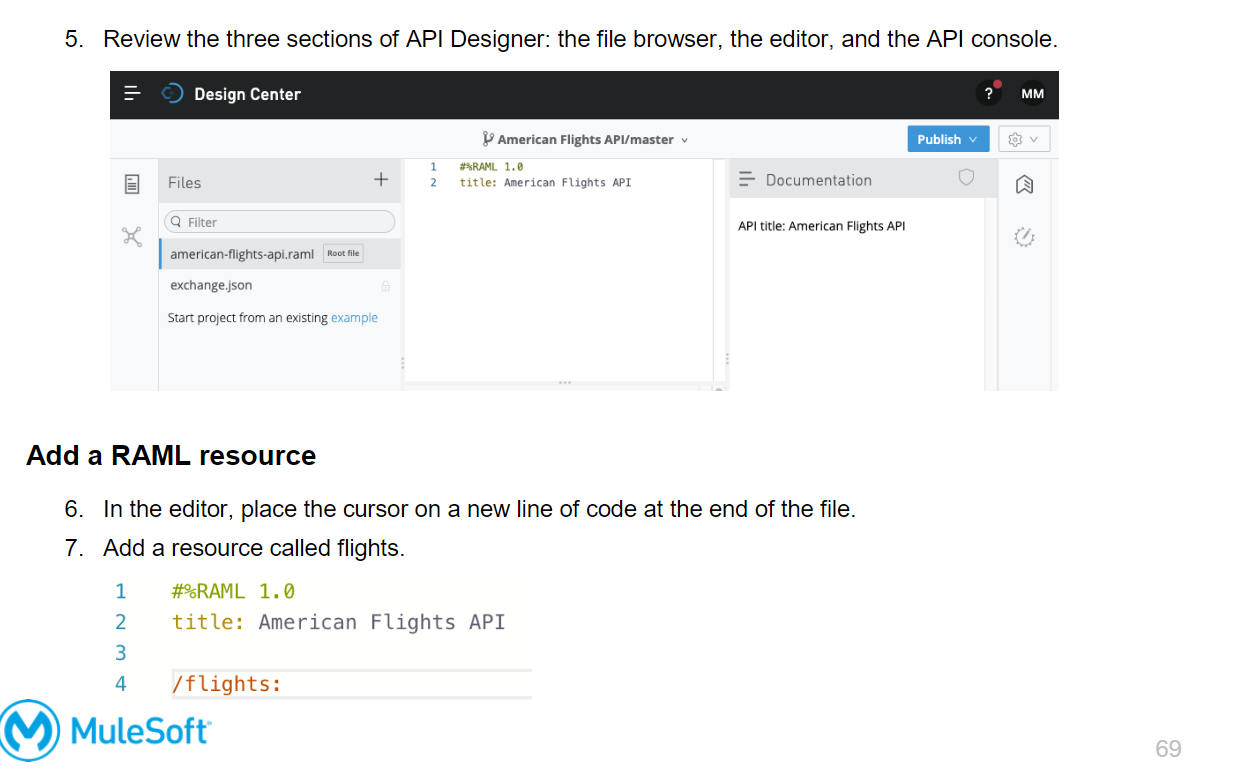 5. Review the three sections of API Designer: the file browser, the editor, and the API console.
Design Center
? MM
American Flights API/master
Publish
Files +
Filter
american-flights-api.raml Root file
exchange.json
Start project from an existing example
1 #%RAML 1.0
2 title: American Flights API
Documentation
API title: American Flights API
Add a RAML resource
6. In the editor, place the cursor on a new line of code at the end of the file.
7. Add a resource called flights.
1 #%RAML 1.0
2 title: American Flights API
3
4 /flights:
MuleSoft
69